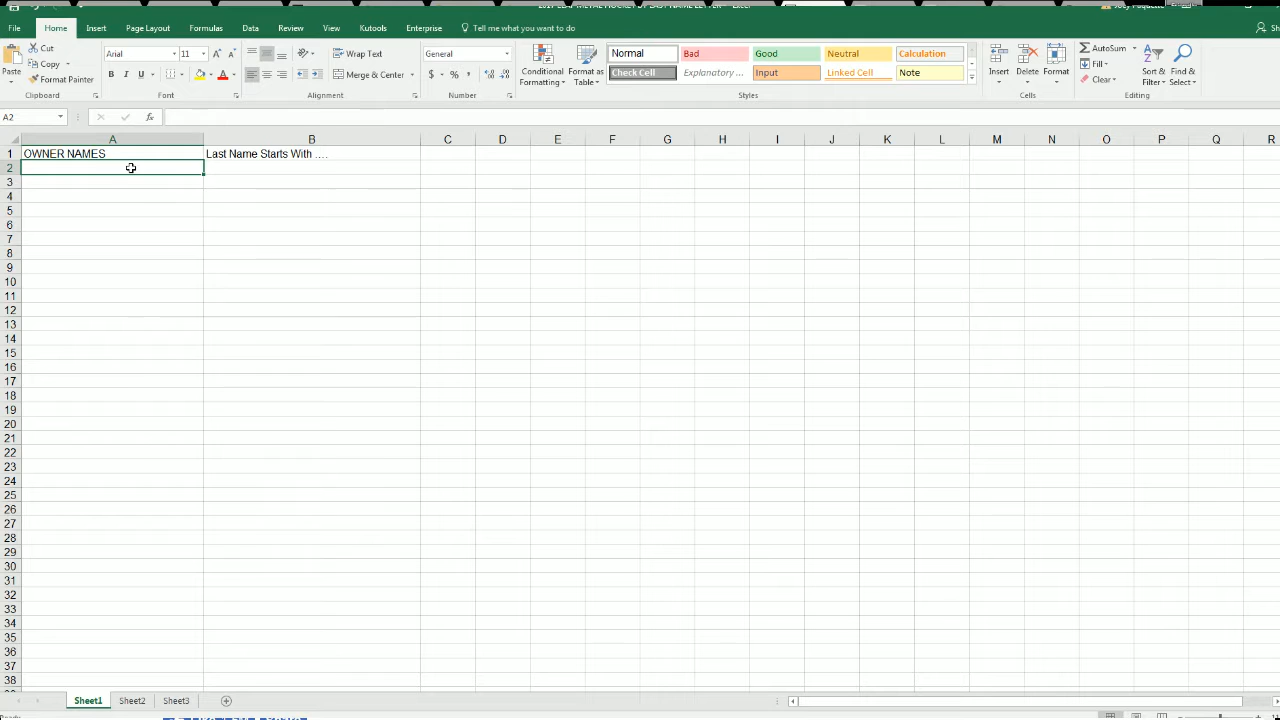 File Home Insert Page Layout Formulas Data Review View Kutools Enterprise Tell me what you want to do
Paste Cut Copy Format Painter Clipboard
Arial 11 B I U A Font
Wrap Text Merge & Center Alignment
General $ % , Number
Conditional Formatting Format as Table Normal Bad Good Neutral Calculation
Check Cell Explanatory ... Input Linked Cell Note Styles
Insert Delete Format Cells
AutoSum Fill Clear Sort & Filter Find & Select Editing
A2 fx
A B C D E F G H I J K L M N O P Q R
1 OWNER NAMES Last Name Starts With ....
2
3
4
5
6
7
8
9
10
11
12
13
14
15
16
17
18
19
20
21
22
23
24
25
26
27
28
29
30
31
32
33
34
35
36
37
38
Sheet1 Sheet2 Sheet3